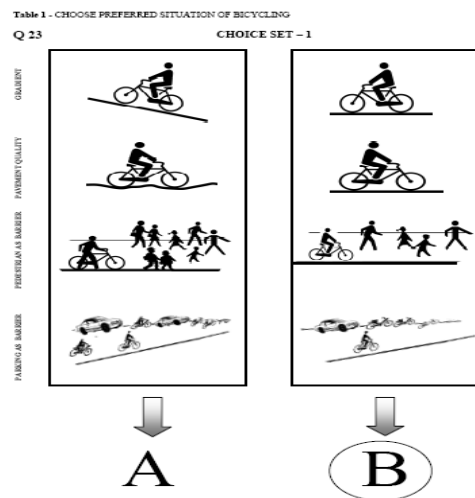 Table 1 - CHOOSE PREFERRED SITUATION OF BICYCLING
Q 23 CHOICE SET – 1
GRADIENT
PAVEMENT QUALITY
PEDESTRIAN AS BARRIER
PARKING AS BARRIER
A B